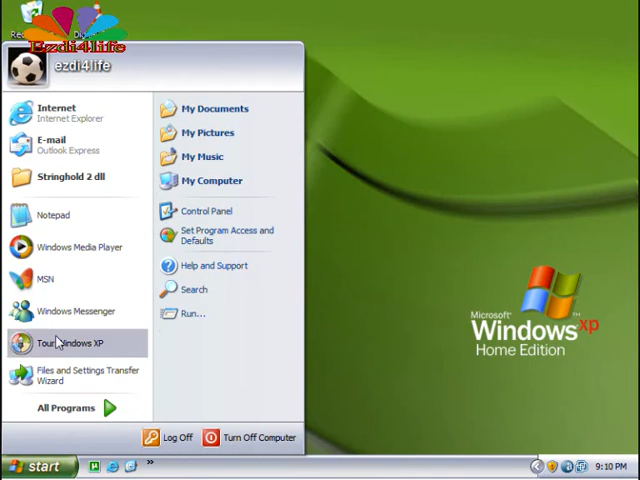 Ezdi4life
ezdi4life
Internet
Internet Explorer
E-mail
Outlook Express
Stringhold 2 dll
Notepad
Windows Media Player
MSN
Windows Messenger
Tour Windows XP
Files and Settings Transfer
Wizard
All Programs
My Documents
My Pictures
My Music
My Computer
Control Panel
Set Program Access and
Defaults
Help and Support
Search
Run...
Log Off
Turn Off Computer
Microsoft
Windows xp
Home Edition
start
9:10 PM